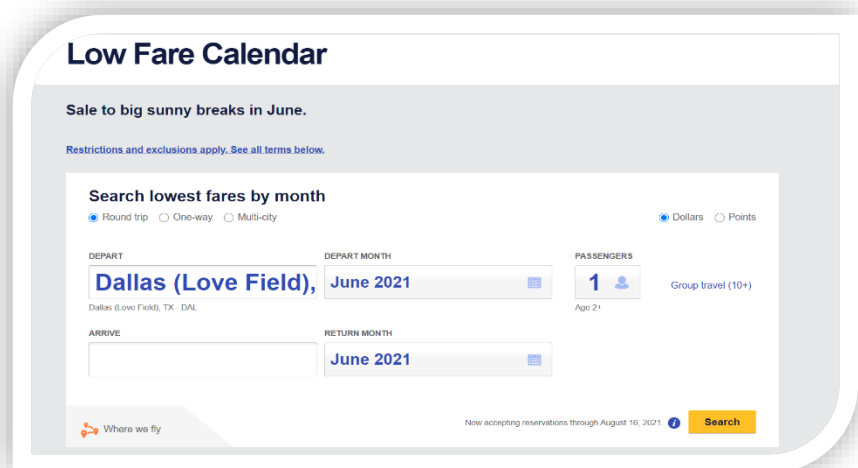 Low Fare Calendar
Sale to big sunny breaks in June.
Restrictions and exclusions apply. See all terms below.
Search lowest fares by month
Round trip One-way Multi-city Dollars Points
DEPART DEPART MONTH PASSENGERS
Dallas (Love Field), June 2021 1 Group travel (10+)
Dallas (Love Field), TX - DAL Age 2+
ARRIVE RETURN MONTH
June 2021
Where we fly Now accepting reservations through August 16, 2021. i Search